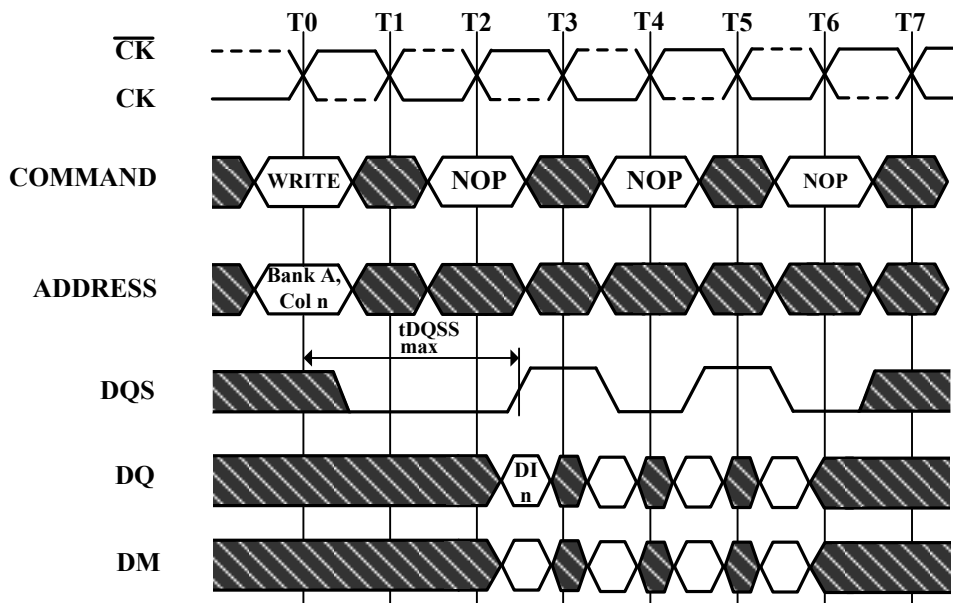 T0 T1 T2 T3 T4 T5 T6 T7
CK
CK
COMMAND
WRITE NOP NOP NOP
ADDRESS
Bank A,
Col n
tDQSS
max
DQS
DQ
DI
n
DM